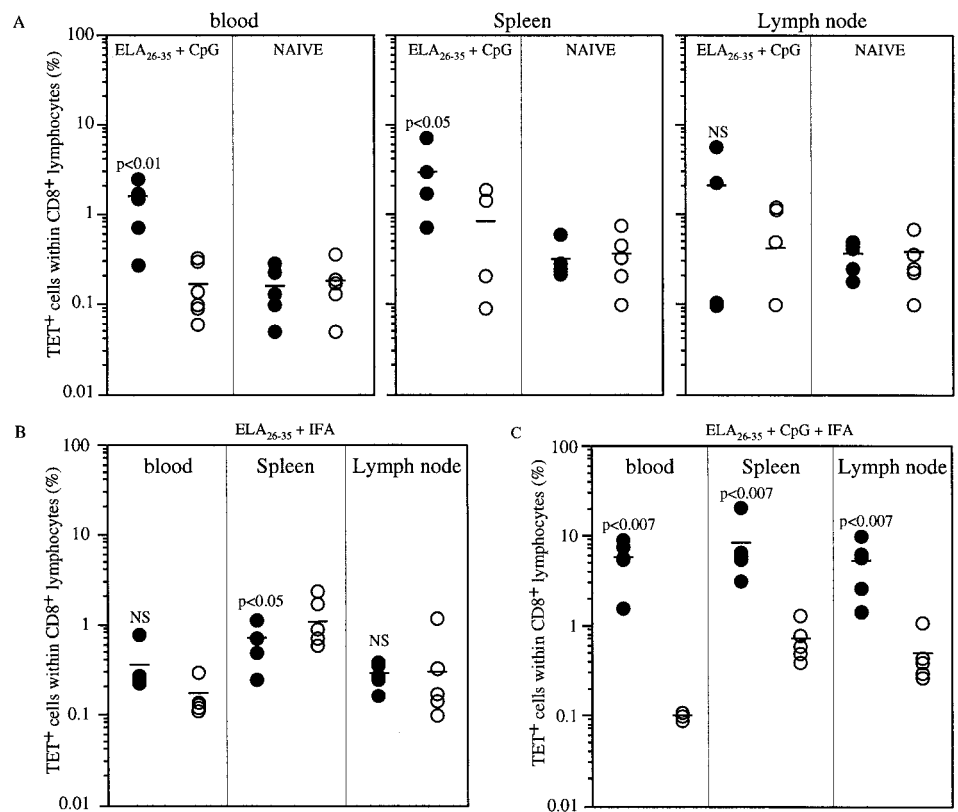 A
blood
Spleen
Lymph node
TET⁺ cells within CD8⁺ lymphocytes (%)
100
10
1
0.1
0.01
ELA₂₆₋₃₅ + CpG
NAIVE
p<0.01
ELA₂₆₋₃₅ + CpG
NAIVE
p<0.05
ELA₂₆₋₃₅ + CpG
NAIVE
NS
B
ELA₂₆₋₃₅ + IFA
TET⁺ cells within CD8⁺ lymphocytes (%)
100
10
1
0.1
0.01
blood
Spleen
Lymph node
NS
p<0.05
NS
C
ELA₂₆₋₃₅ + CpG + IFA
TET⁺ cells within CD8⁺ lymphocytes (%)
100
10
1
0.1
0.01
blood
Spleen
Lymph node
p<0.007
p<0.007
p<0.007